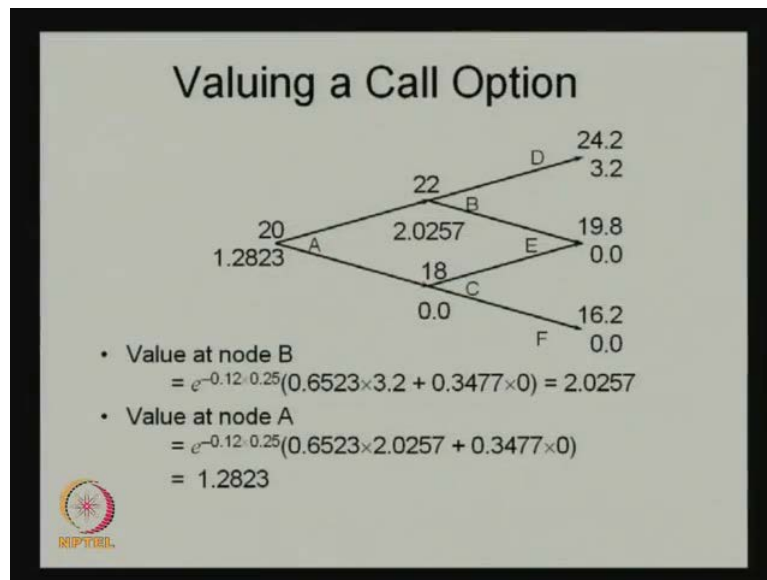 Valuing a Call Option
24.2
D
3.2
22
B
20
2.0257
19.8
A
E
1.2823
18
0.0
C
0.0
16.2
F
0.0
• Value at node B
= e–0.12×0.25(0.6523×3.2 + 0.3477×0) = 2.0257
• Value at node A
= e–0.12×0.25(0.6523×2.0257 + 0.3477×0)
= 1.2823
NPTEL